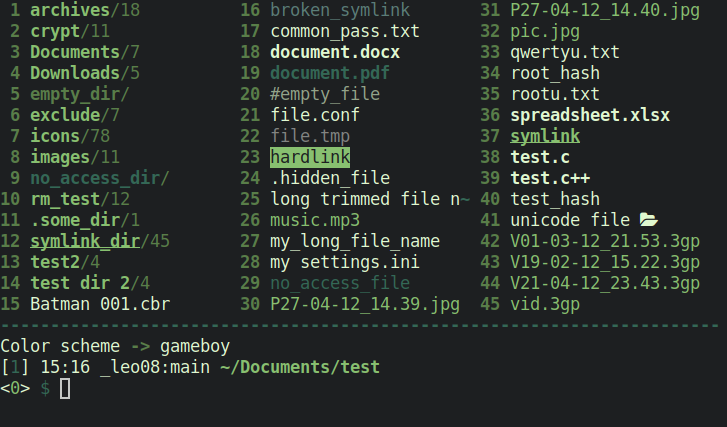 1 archives/18 16 broken_symlink 31 P27-04-12_14.40.jpg
2 crypt/11 17 common_pass.txt 32 pic.jpg
3 Documents/7 18 document.docx 33 qwertyu.txt
4 Downloads/5 19 document.pdf 34 root_hash
5 empty_dir/ 20 #empty_file 35 rootu.txt
6 exclude/7 21 file.conf 36 spreadsheet.xlsx
7 icons/78 22 file.tmp 37 symlink
8 images/11 23 hardlink 38 test.c
9 no_access_dir/ 24 .hidden_file 39 test.c++
10 rm_test/12 25 long trimmed file n~ 40 test_hash
11 .some_dir/1 26 music.mp3 41 unicode file 📂
12 symlink_dir/45 27 my_long_file_name 42 V01-03-12_21.53.3gp
13 test2/4 28 my settings.ini 43 V19-02-12_15.22.3gp
14 test dir 2/4 29 no_access_file 44 V21-04-12_23.43.3gp
15 Batman 001.cbr 30 P27-04-12_14.39.jpg 45 vid.3gp
Color scheme -> gameboy
[1] 15:16 _leo08:main ~/Documents/test
<0> $